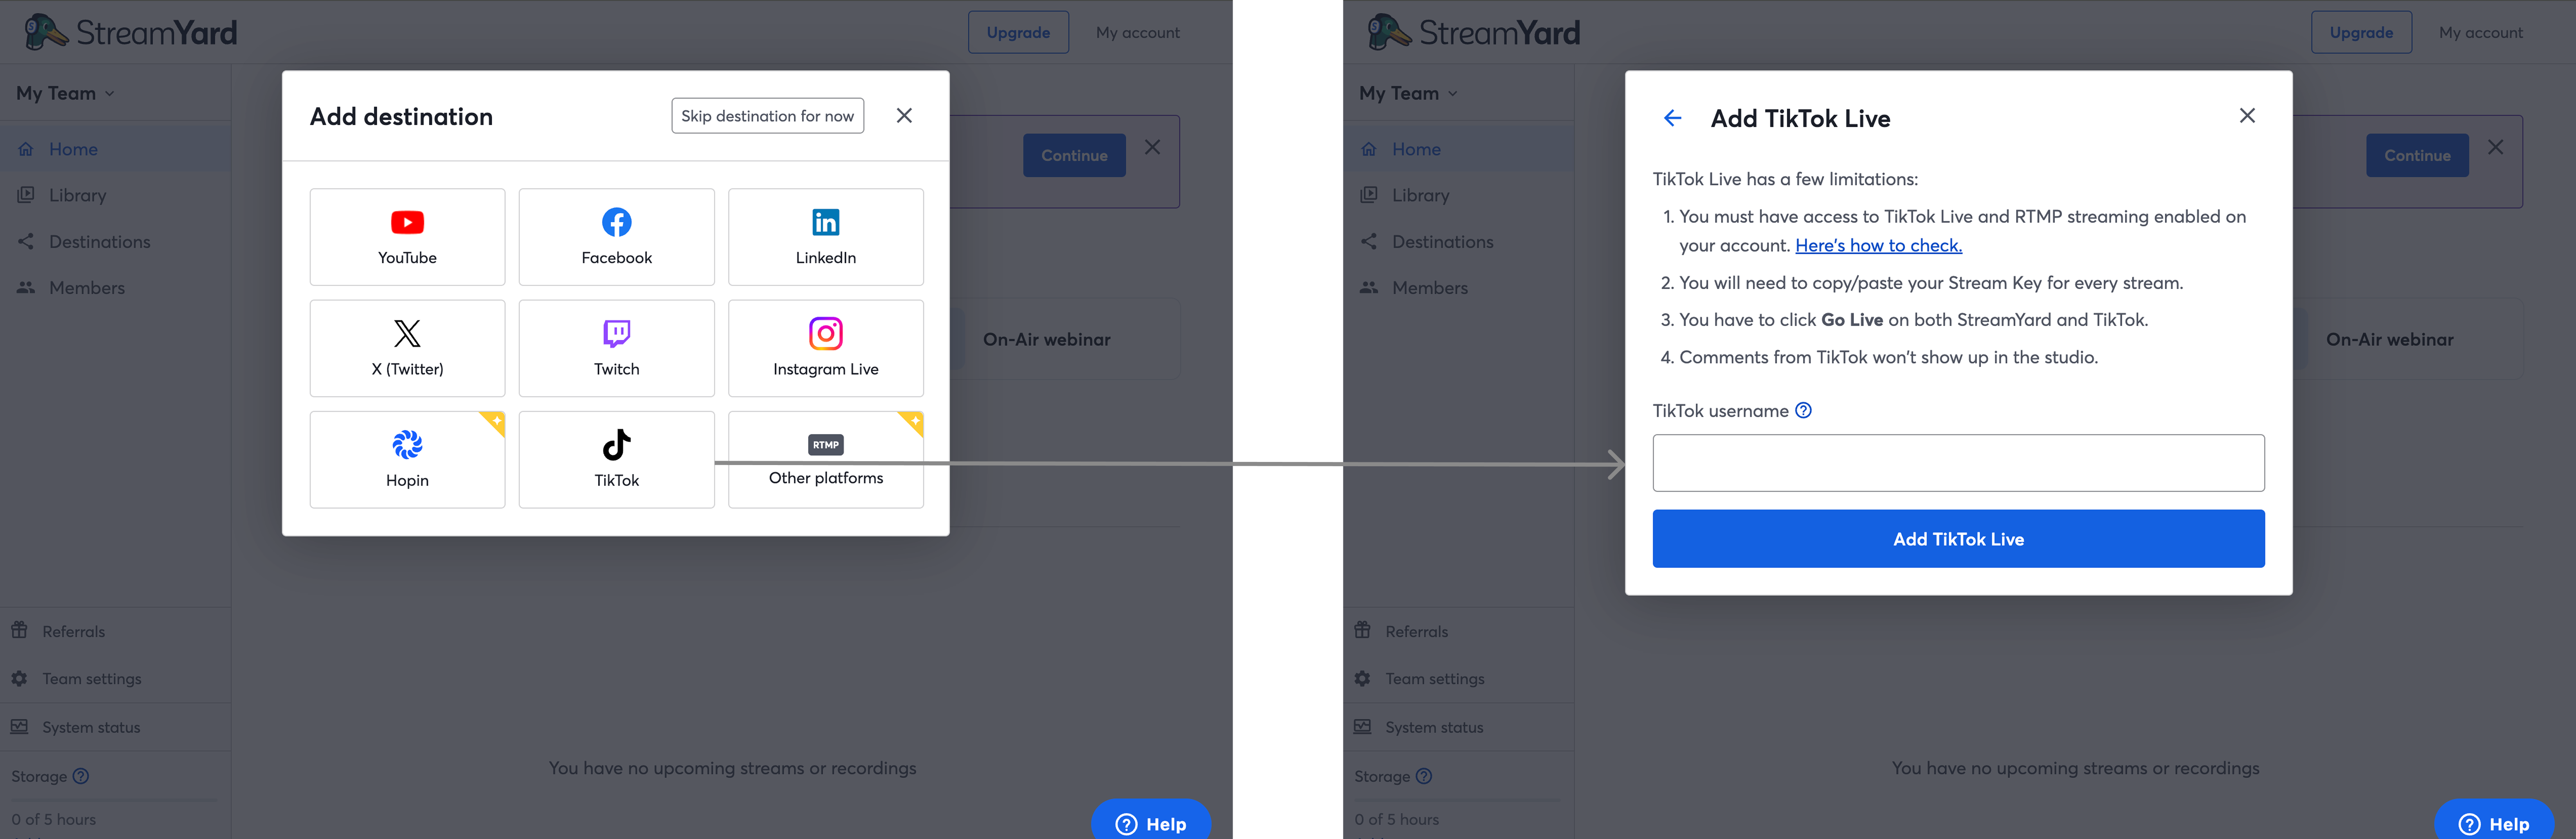 StreamYard
Upgrade
My account
My Team
Home
Library
Destinations
Members
Referrals
Team settings
System status
Storage
0 of 5 hours
Add destination
Skip destination for now
YouTube
Facebook
LinkedIn
X (Twitter)
Twitch
Instagram Live
Hopin
TikTok
RTMP
Other platforms
Continue
On-Air webinar
You have no upcoming streams or recordings
Help
StreamYard
Upgrade
My account
My Team
Home
Library
Destinations
Members
Referrals
Team settings
System status
Storage
0 of 5 hours
Add TikTok Live
TikTok Live has a few limitations:
1. You must have access to TikTok Live and RTMP streaming enabled on
your account. Here's how to check.
2. You will need to copy/paste your Stream Key for every stream.
3. You have to click Go Live on both StreamYard and TikTok.
4. Comments from TikTok won't show up in the studio.
TikTok username
Add TikTok Live
Continue
On-Air webinar
You have no upcoming streams or recordings
Help